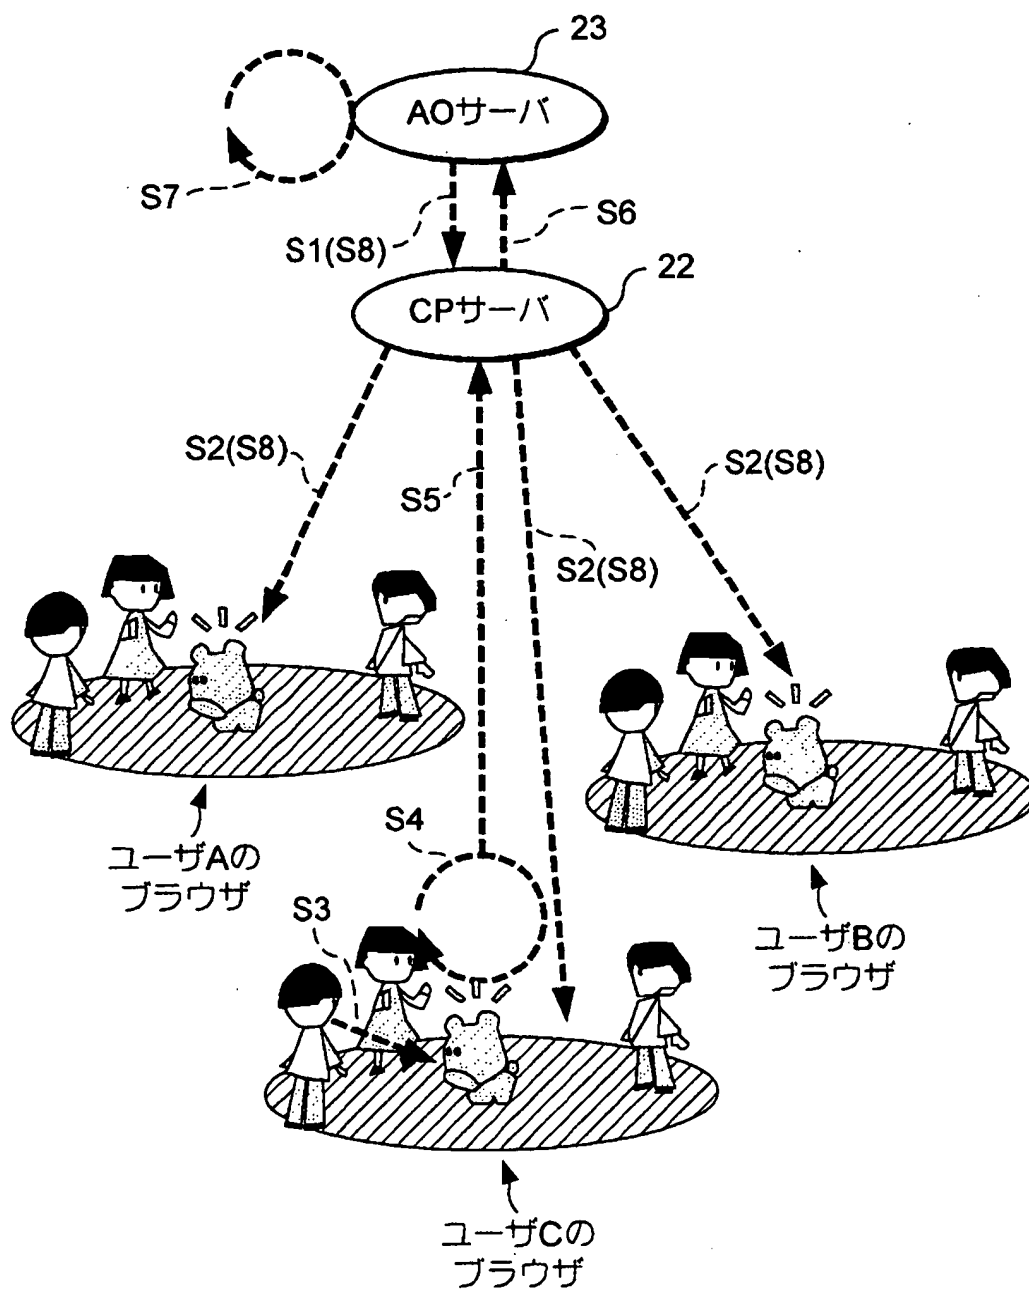 23
AOサーバ
S7
S1(S8)
S6
22
CPサーバ
S2(S8)
S5
S2(S8)
S2(S8)
ユーザAの
ブラウザ
S4
S3
ユーザBの
ブラウザ
ユーザCの
ブラウザ